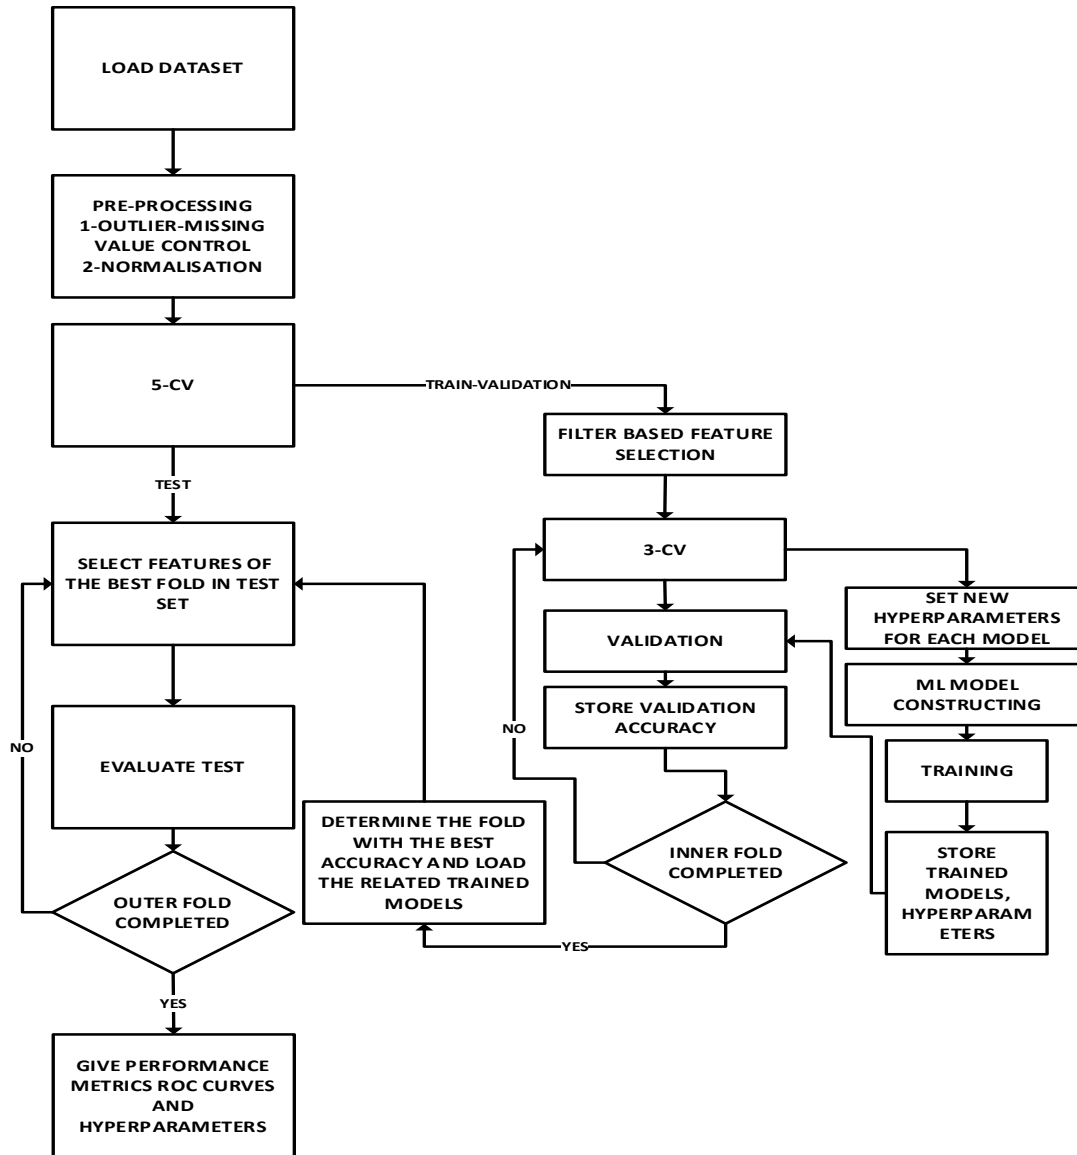 LOAD DATASET
PRE-PROCESSING
1-OUTLIER-MISSING
VALUE CONTROL
2-NORMALISATION
5-CV
TRAIN-VALIDATION
FILTER BASED FEATURE
SELECTION
TEST
SELECT FEATURES OF
THE BEST FOLD IN TEST
SET
3-CV
SET NEW
HYPERPARAMETERS
FOR EACH MODEL
VALIDATION
ML MODEL
CONSTRUCTING
STORE VALIDATION
ACCURACY
NO
NO
EVALUATE TEST
TRAINING
DETERMINE THE FOLD
WITH THE BEST
ACCURACY AND LOAD
THE RELATED TRAINED
MODELS
INNER FOLD
COMPLETED
STORE
TRAINED
MODELS,
HYPERPARAM
ETERS
OUTER FOLD
COMPLETED
YES
YES
GIVE PERFORMANCE
METRICS ROC CURVES
AND
HYPERPARAMETERS